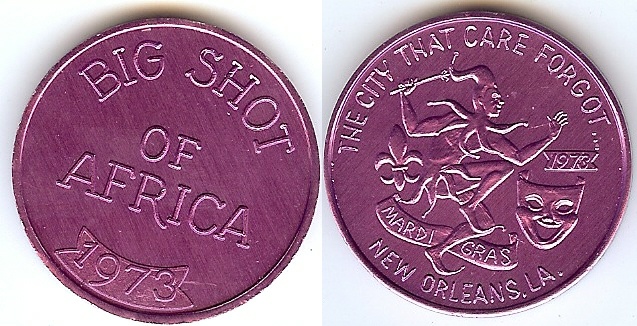 BIG SHOT
OF
AFRICA
1973
THE CITY THAT CARE FORGOT....
1973
MARDI GRAS
NEW ORLEANS, LA.